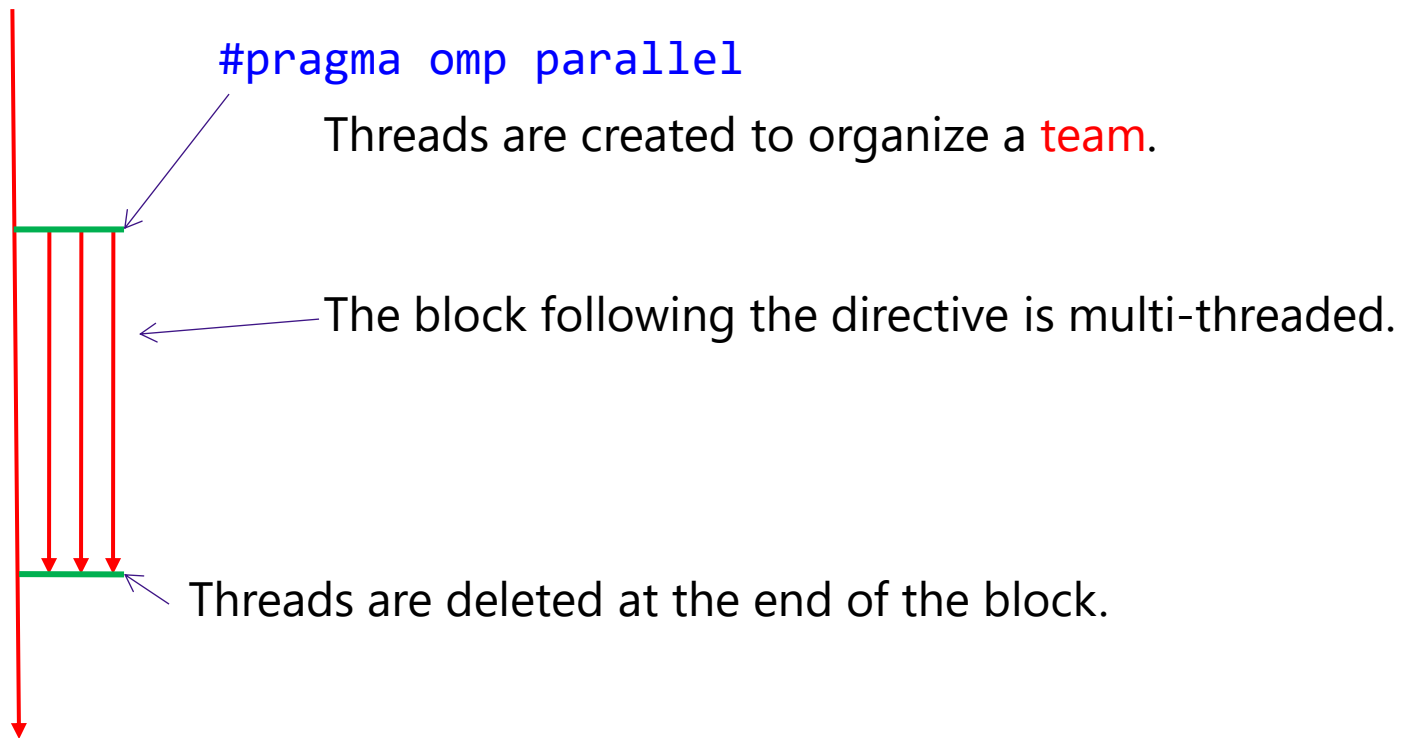 #pragma omp parallel
Threads are created to organize a team.
The block following the directive is multi-threaded.
Threads are deleted at the end of the block.